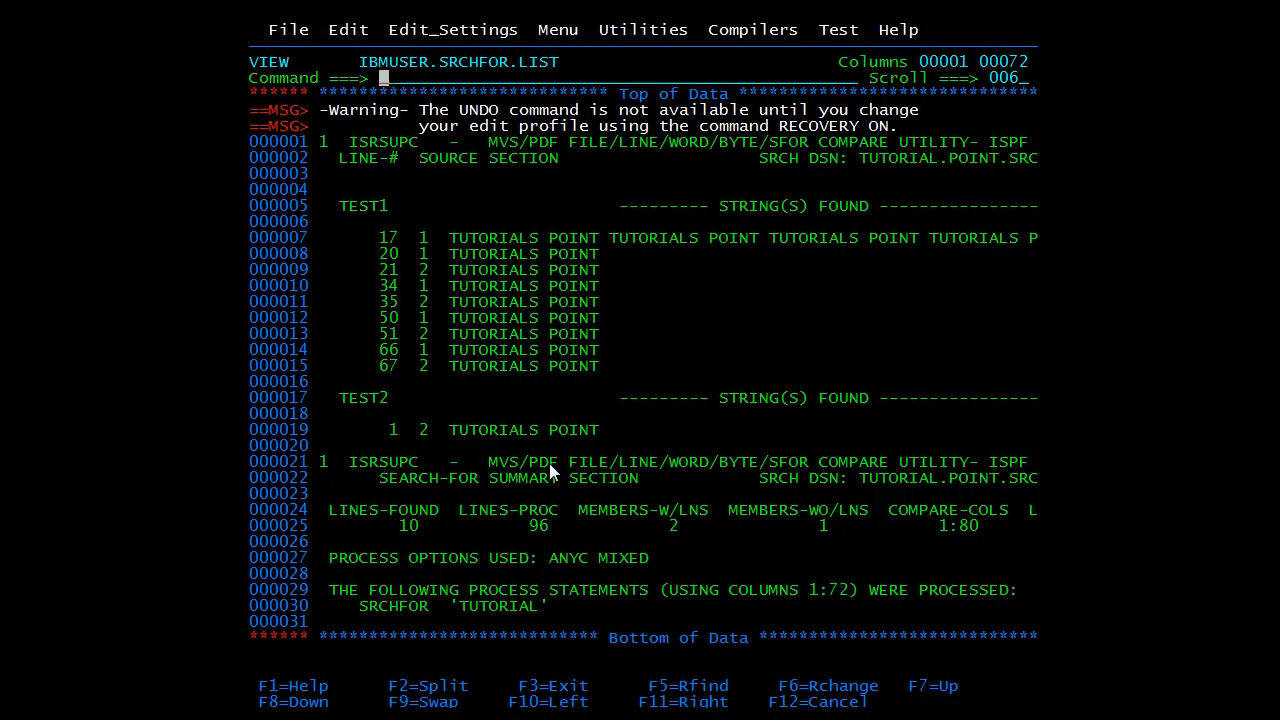 File  Edit  Edit_Settings  Menu  Utilities  Compilers  Test  Help
VIEW       IBMUSER.SRCHFOR.LIST                            Columns 00001 00072
Command ===>                                                  Scroll ===> 006_
****** ***************************** Top of Data ******************************
==MSG> -Warning- The UNDO command is not available until you change
==MSG>           your edit profile using the command RECOVERY ON.
000001 1  ISRSUPC   -   MVS/PDF FILE/LINE/WORD/BYTE/SFOR COMPARE UTILITY- ISPF
000002   LINE-#  SOURCE SECTION                    SRCH DSN: TUTORIAL.POINT.SRC
000003
000004
000005   TEST1                       --------- STRING(S) FOUND ----------------
000006
000007       17  1  TUTORIALS POINT TUTORIALS POINT TUTORIALS POINT TUTORIALS P
000008       20  1  TUTORIALS POINT
000009       21  2  TUTORIALS POINT
000010       34  1  TUTORIALS POINT
000011       35  2  TUTORIALS POINT
000012       50  1  TUTORIALS POINT
000013       51  2  TUTORIALS POINT
000014       66  1  TUTORIALS POINT
000015       67  2  TUTORIALS POINT
000016
000017   TEST2                       --------- STRING(S) FOUND ----------------
000018
000019        1  2  TUTORIALS POINT
000020
000021 1  ISRSUPC   -   MVS/PDF FILE/LINE/WORD/BYTE/SFOR COMPARE UTILITY- ISPF
000022       SEARCH-FOR SUMMARY SECTION            SRCH DSN: TUTORIAL.POINT.SRC
000023
000024  LINES-FOUND  LINES-PROC  MEMBERS-W/LNS  MEMBERS-WO/LNS  COMPARE-COLS  L
000025         10           96            2              1           1:80
000026
000027  PROCESS OPTIONS USED: ANYC MIXED
000028
000029  THE FOLLOWING PROCESS STATEMENTS (USING COLUMNS 1:72) WERE PROCESSED:
000030     SRCHFOR  'TUTORIAL'
000031
****** **************************** Bottom of Data ****************************
F1=Help      F2=Split     F3=Exit      F5=Rfind     F6=Rchange   F7=Up
F8=Down      F9=Swap     F10=Left     F11=Right    F12=Cancel